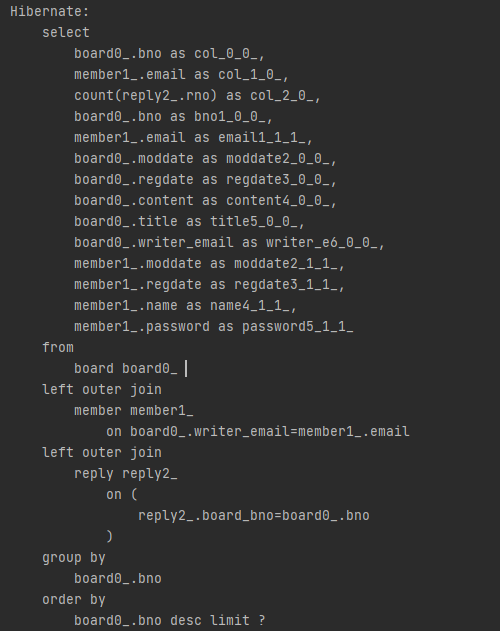 Hibernate:
    select
        board0_.bno as col_0_0_,
        member1_.email as col_1_0_,
        count(reply2_.rno) as col_2_0_,
        board0_.bno as bno1_0_0_,
        member1_.email as email1_1_1_,
        board0_.moddate as moddate2_0_0_,
        board0_.regdate as regdate3_0_0_,
        board0_.content as content4_0_0_,
        board0_.title as title5_0_0_,
        board0_.writer_email as writer_e6_0_0_,
        member1_.moddate as moddate2_1_1_,
        member1_.regdate as regdate3_1_1_,
        member1_.name as name4_1_1_,
        member1_.password as password5_1_1_
    from
        board board0_
    left outer join
        member member1_
            on board0_.writer_email=member1_.email
    left outer join
        reply reply2_
            on (
                reply2_.board_bno=board0_.bno
            )
    group by
        board0_.bno
    order by
        board0_.bno desc limit ?